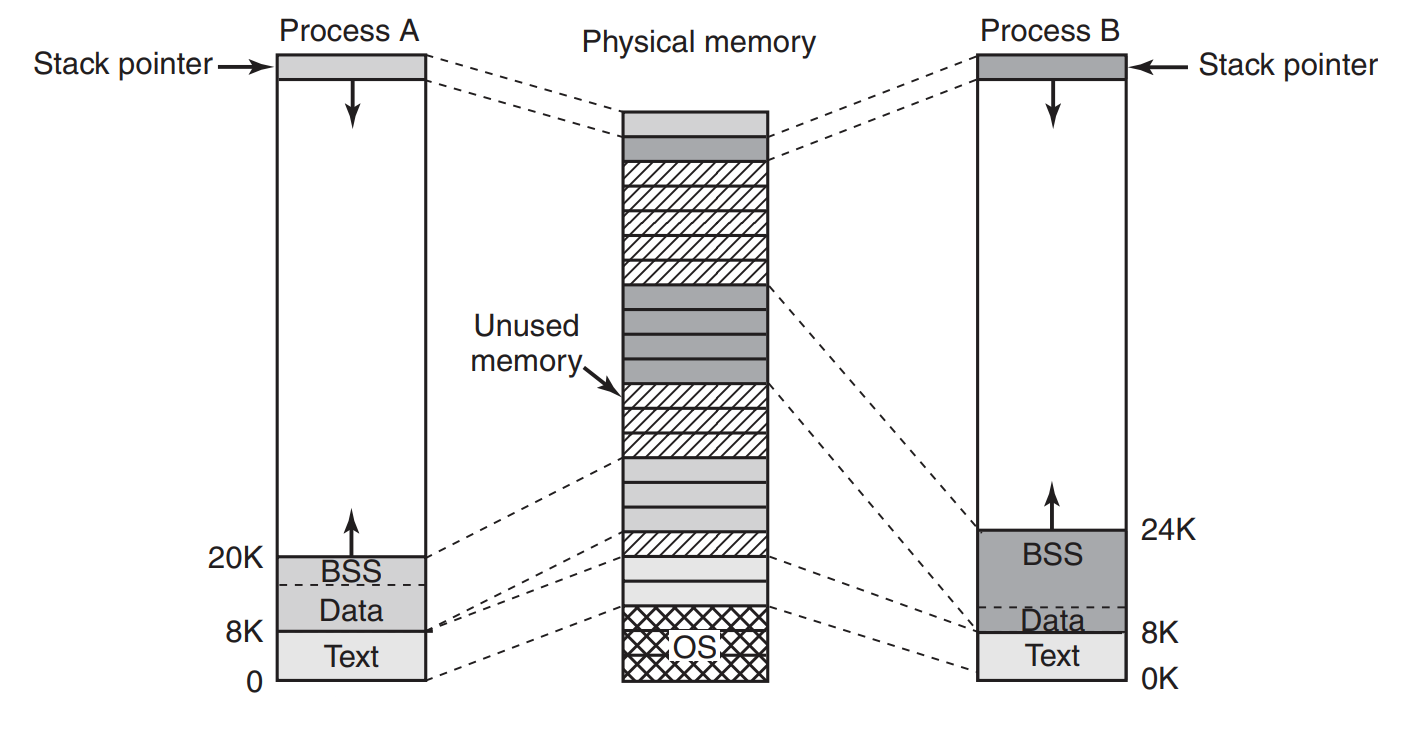 Process A
Physical memory
Process B
Stack pointer
Stack pointer
Unused
memory
20K
BSS
Data
8K
Text
0
OS
24K
BSS
Data
8K
Text
0K